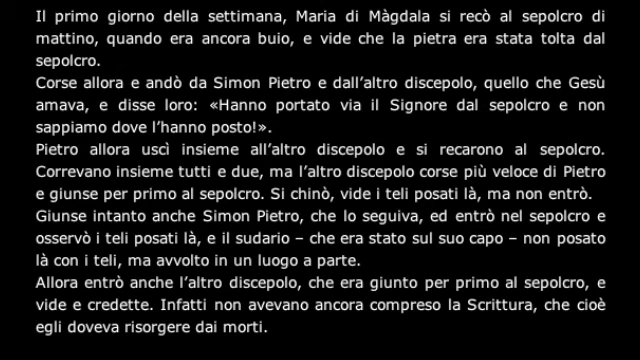 Il primo giorno della settimana, Maria di Màgdala si recò al sepolcro di
mattino, quando era ancora buio, e vide che la pietra era stata tolta dal
sepolcro.
Corse allora e andò da Simon Pietro e dall’altro discepolo, quello che Gesù
amava, e disse loro: «Hanno portato via il Signore dal sepolcro e non
sappiamo dove l’hanno posto!».
Pietro allora uscì insieme all’altro discepolo e si recarono al sepolcro.
Correvano insieme tutti e due, ma l’altro discepolo corse più veloce di Pietro
e giunse per primo al sepolcro. Si chinò, vide i teli posati là, ma non entrò.
Giunse intanto anche Simon Pietro, che lo seguiva, ed entrò nel sepolcro e
osservò i teli posati là, e il sudario – che era stato sul suo capo – non posato
là con i teli, ma avvolto in un luogo a parte.
Allora entrò anche l’altro discepolo, che era giunto per primo al sepolcro, e
vide e credette. Infatti non avevano ancora compreso la Scrittura, che cioè
egli doveva risorgere dai morti.